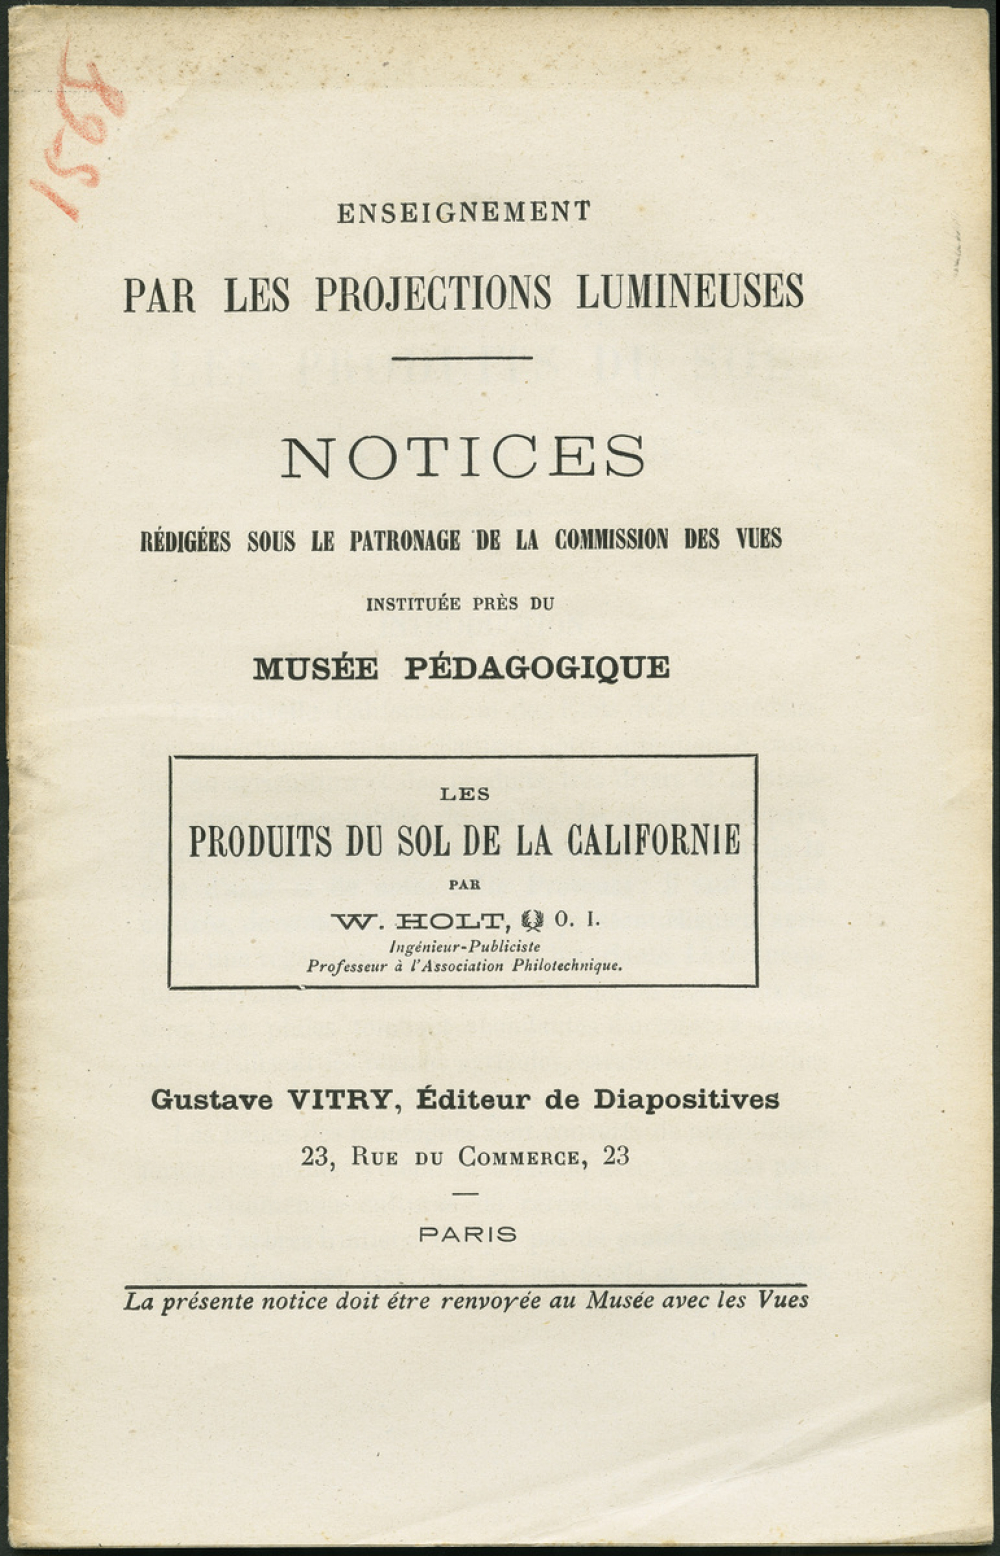 ENSEIGNEMENT
PAR LES PROJECTIONS LUMINEUSES
NOTICES
RÉDIGÉES SOUS LE PATRONAGE DE LA COMMISSION DES VUES
INSTITUÉE PRÈS DU
MUSÉE PÉDAGOGIQUE
LES
PRODUITS DU SOL DE LA CALIFORNIE
PAR
W. HOLT, O. I.
Ingénieur-Publiciste
Professeur à l'Association Philotechnique.
Gustave VITRY, Éditeur de Diapositives
23, RUE DU COMMERCE, 23
PARIS
La présente notice doit étre renvoyée au Musée avec les Vues